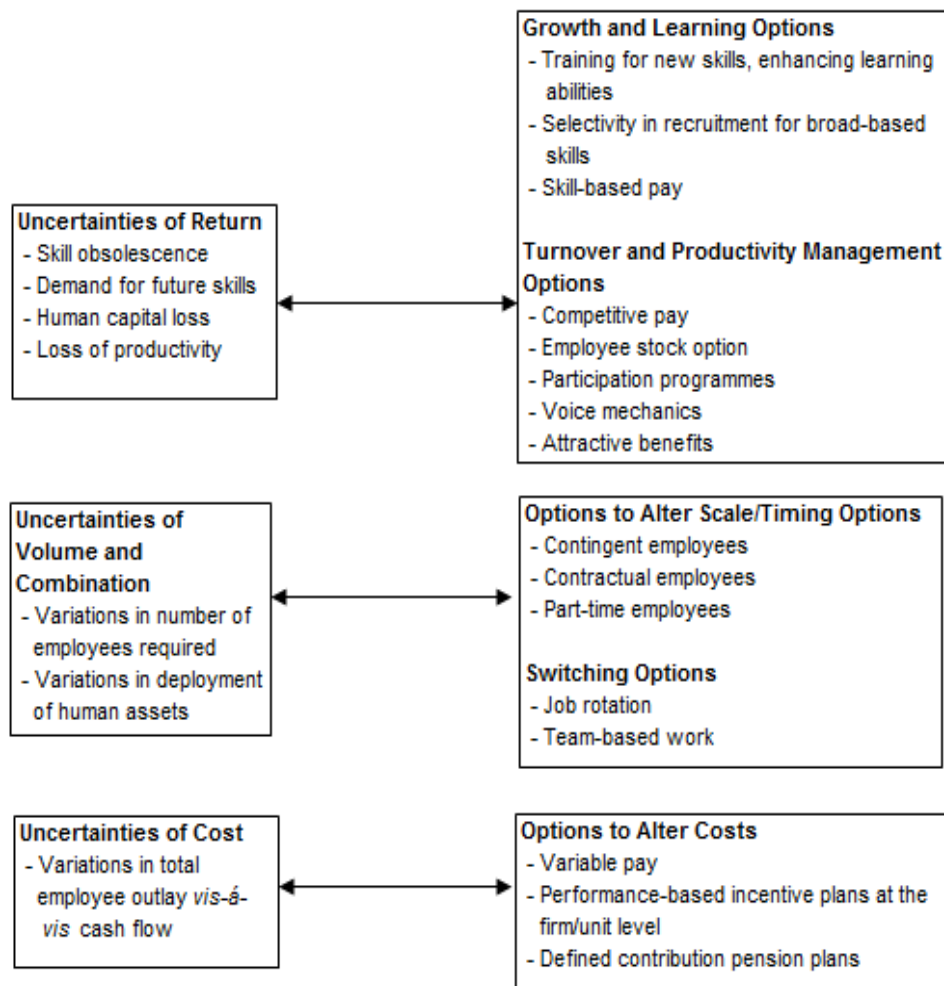 Uncertainties of Return
- Skill obsolescence
- Demand for future skills
- Human capital loss
- Loss of productivity
Growth and Learning Options
- Training for new skills, enhancing learning
abilities
- Selectivity in recruitment for broad-based
skills
- Skill-based pay
Turnover and Productivity Management
Options
- Competitive pay
- Employee stock option
- Participation programmes
- Voice mechanics
- Attractive benefits
Uncertainties of
Volume and
Combination
- Variations in number of
employees required
- Variations in deployment
of human assets
Options to Alter Scale/Timing Options
- Contingent employees
- Contractual employees
- Part-time employees
Switching Options
- Job rotation
- Team-based work
Uncertainties of Cost
- Variations in total
employee outlay vis-á-
vis cash flow
Options to Alter Costs
- Variable pay
- Performance-based incentive plans at the
firm/unit level
- Defined contribution pension plans